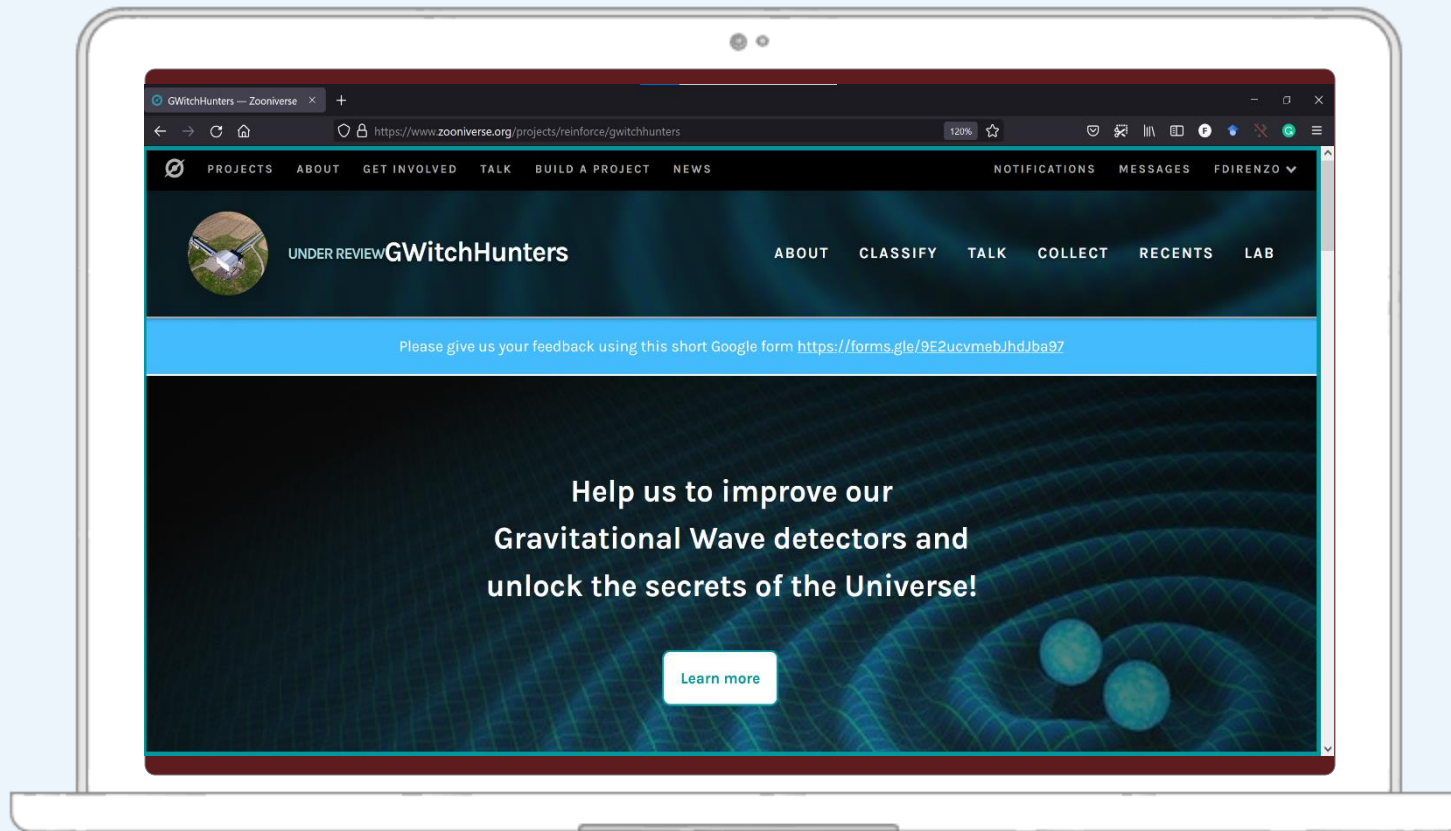 GWitchHunters — Zooniverse
https://www.zooniverse.org/projects/reinforce/gwitchhunters 120%
PROJECTS ABOUT GET INVOLVED TALK BUILD A PROJECT NEWS NOTIFICATIONS MESSAGES FDIRENZO
UNDER REVIEW GWitchHunters ABOUT CLASSIFY TALK COLLECT RECENTS LAB
Please give us your feedback using this short Google form https://forms.gle/9E2ucvmebJhdJba97
Help us to improve our
Gravitational Wave detectors and
unlock the secrets of the Universe!
Learn more